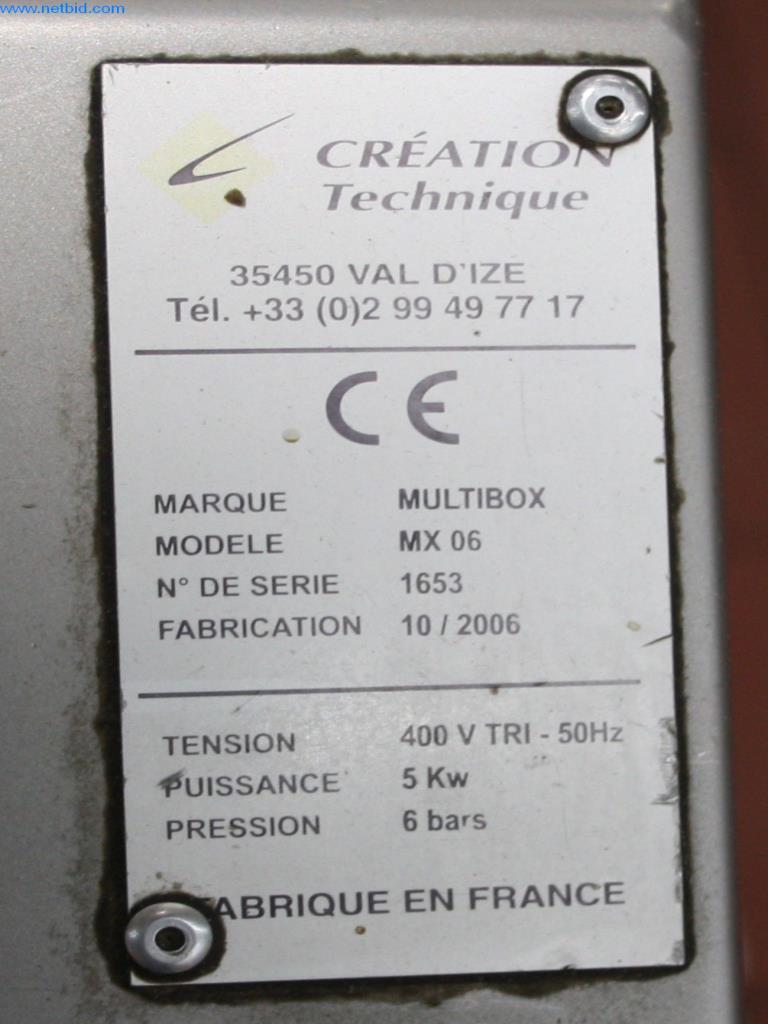 www.netbid.com
CRÉATION
Technique
35450 VAL D'IZE
Tél. +33 (0)2 99 49 77 17
CE
MARQUE MULTIBOX
MODELE MX 06
N° DE SERIE 1653
FABRICATION 10 / 2006
TENSION 400 V TRI - 50Hz
PUISSANCE 5 Kw
PRESSION 6 bars
FABRIQUE EN FRANCE